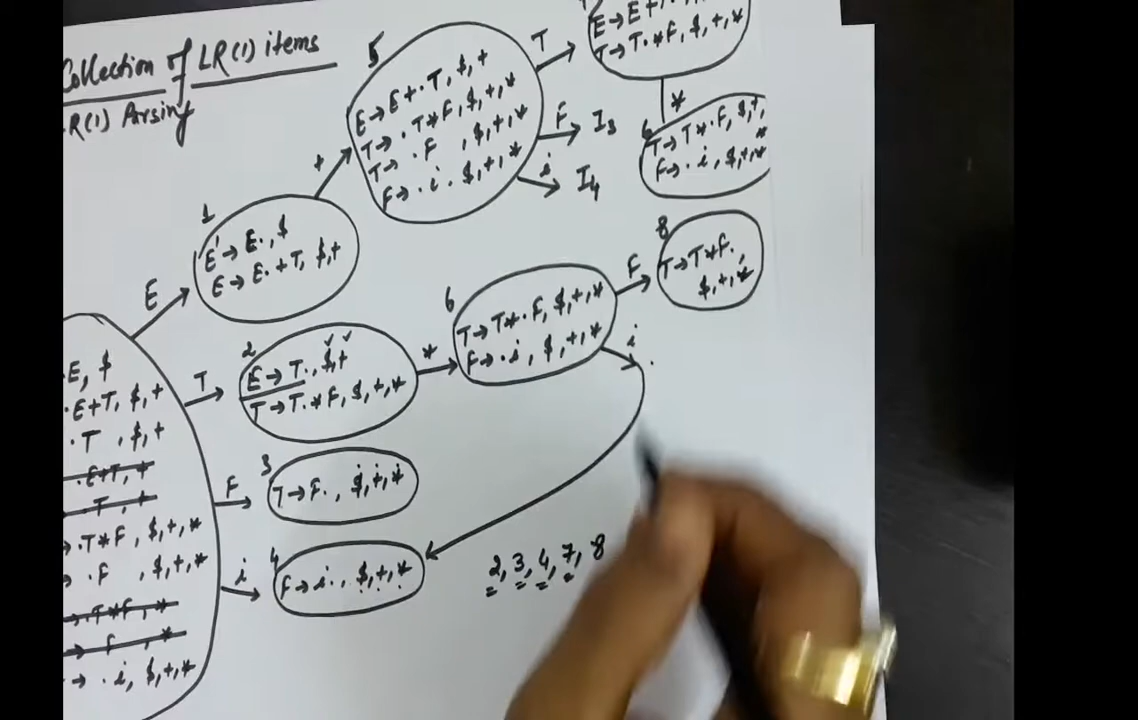 Collection of LR(1) items
R(1) Parsing
5
E → E+.T, $,+
T → .T*F, $,+,*
T → .F , $,+,*
F → .i . $,+,*
+
T
F I3
i I4
T → T.*F, $,+,*
*
6
T → T*.F, $,+,
*
F → .i, $,+,*
1
E' → E., $
E → E.+T, $,+
E
.E, $
.E+T, $,+
.T , $,+
.E+T, +
.T, +
→ .T*F, $,+,*
→ .F , $,+,*
→ .T*F, *
→ .F , *
→ .i, $,+,*
T
2
E → T., $,+
T → T.*F, $,+,*
*
6
T → T*.F, $,+,*
F → .i, $,+,*
F
8
T → T*F.,
$,+,*
i
F
3
T → F. , $,+,*
i
4
F → i., $,+,*
2, 3, 4, 7, 8